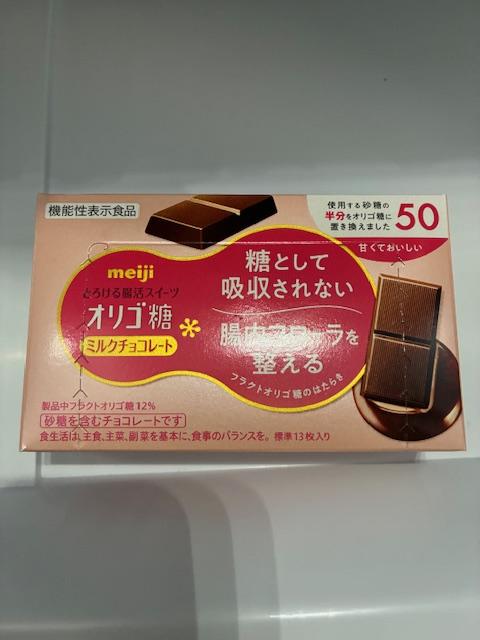 機能性表示食品
使用する砂糖の
半分をオリゴ糖に
置き換えました
50
甘くておいしい
meiji
とろける腸活スイーツ
オリゴ糖
ミルクチョコレート
糖として
吸収されない
腸内フローラを
整える
フラクトオリゴ糖のはたらき
製品中フラクトオリゴ糖12%
砂糖を含むチョコレートです
食生活は、主食、主菜、副菜を基本に、食事のバランスを。標準13枚入り